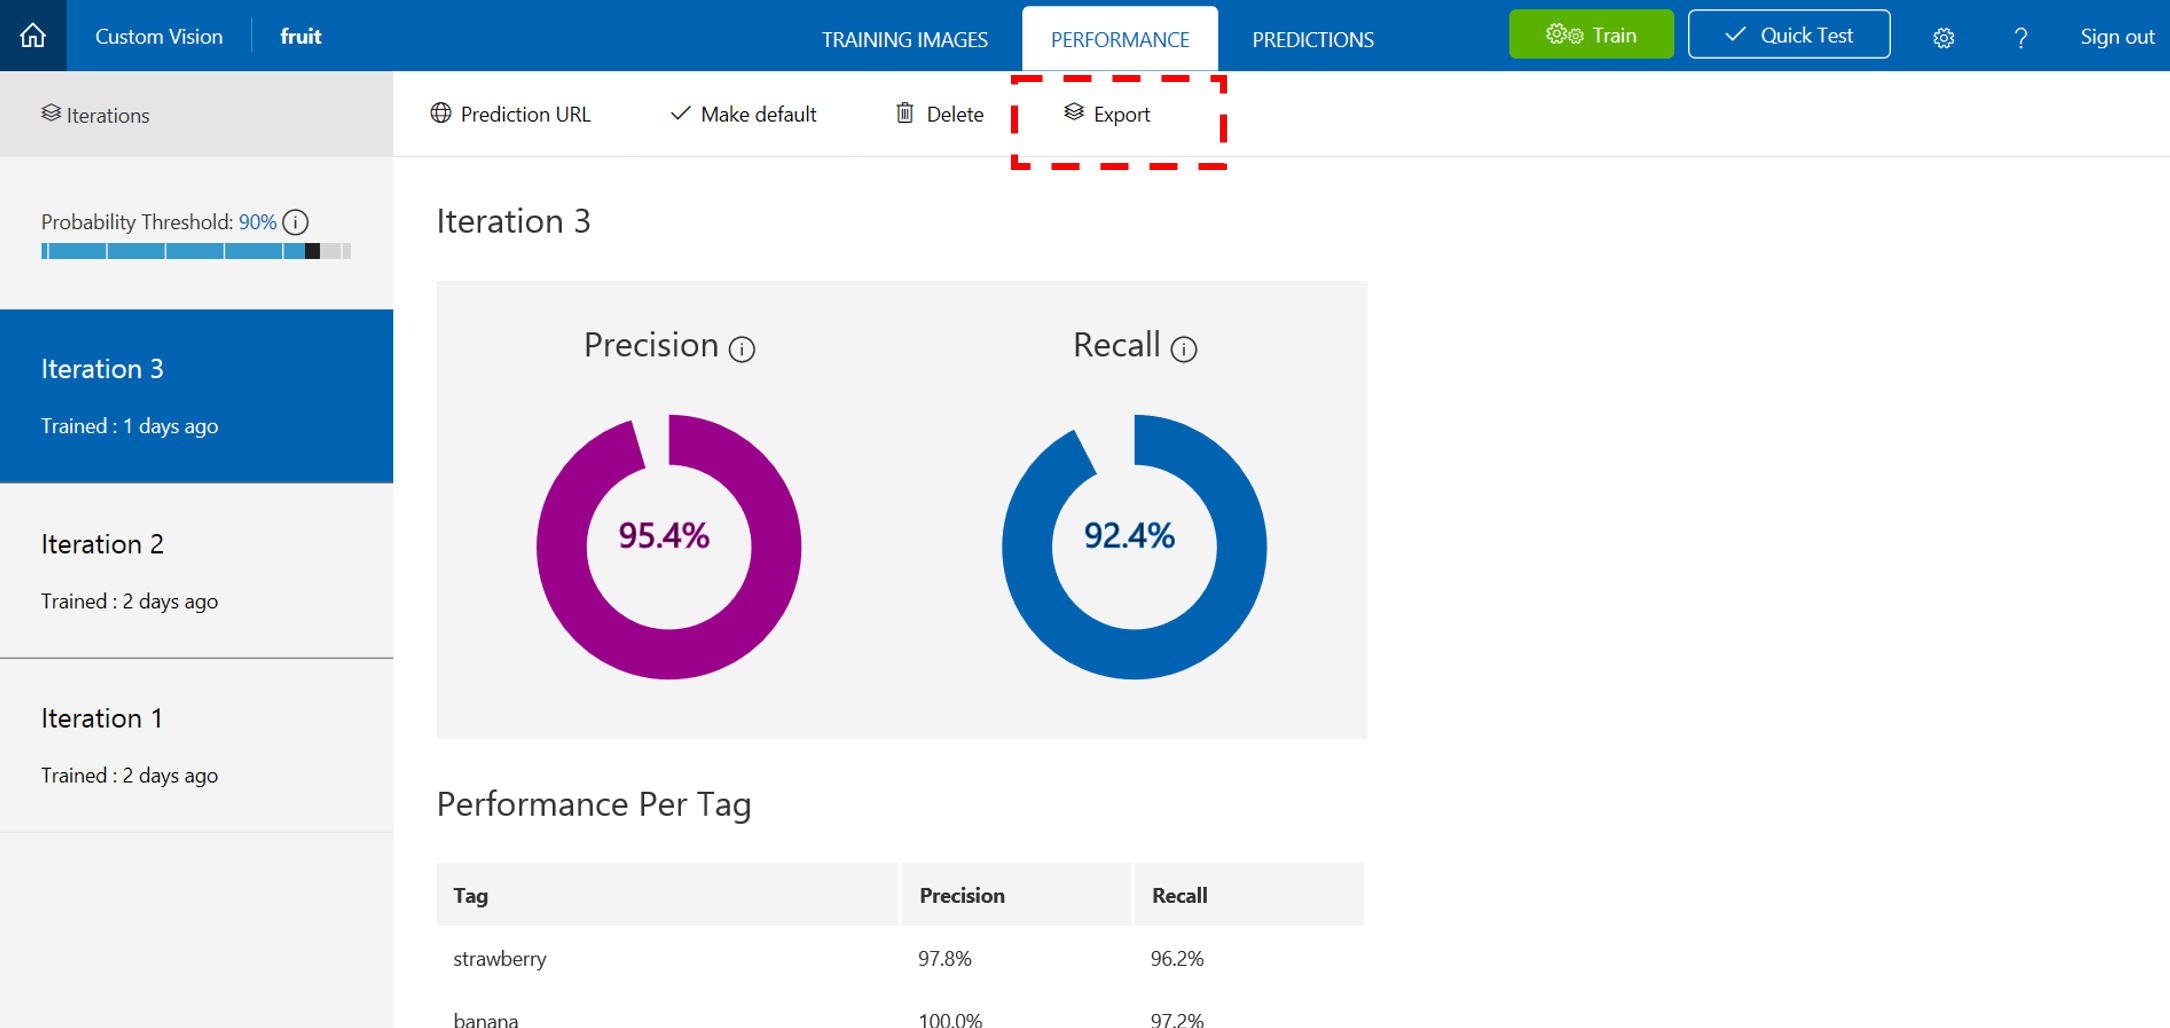 Custom Vision fruit TRAINING IMAGES PERFORMANCE PREDICTIONS Train Quick Test ? Sign out
Iterations
Prediction URL Make default Delete Export
Probability Threshold: 90%
Iteration 3
Trained : 1 days ago
Iteration 2
Trained : 2 days ago
Iteration 1
Trained : 2 days ago
Iteration 3
Precision Recall
95.4% 92.4%
Performance Per Tag
Tag Precision Recall
strawberry 97.8% 96.2%
banana 100.0% 97.2%